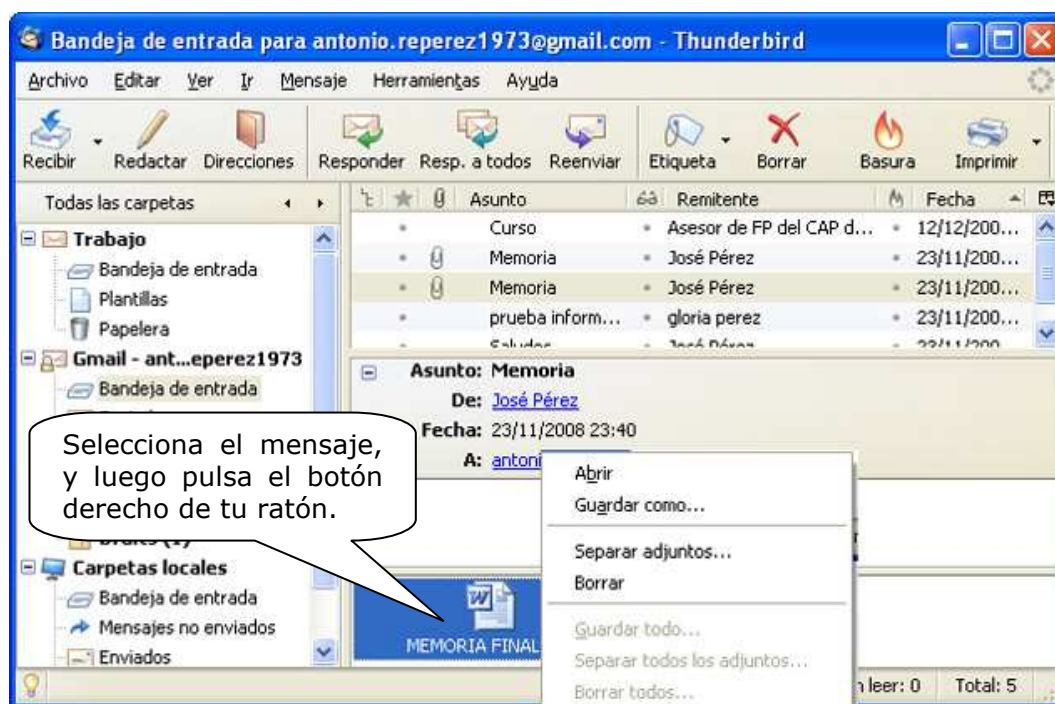 Bandeja de entrada para antonio.reperez1973@gmail.com - Thunderbird
Archivo Editar Ver Ir Mensaje Herramientas Ayuda
Recibir Redactar Direcciones Responder Resp. a todos Reenviar Etiqueta Borrar Basura Imprimir
Todas las carpetas
Asunto Remitente Fecha
Curso Asesor de FP del CAP d... 12/12/200...
Memoria José Pérez 23/11/200...
Memoria José Pérez 23/11/200...
prueba inform... gloria perez 23/11/200...
Saludos José Pérez 23/11/200
Trabajo
Bandeja de entrada
Plantillas
Papelera
Gmail - ant...eperez1973
Bandeja de entrada
Carpetas locales
Bandeja de entrada
Mensajes no enviados
Enviados
Asunto: Memoria
De: José Pérez
Fecha: 23/11/2008 23:40
A: antoni
Selecciona el mensaje,
y luego pulsa el botón
derecho de tu ratón.
MEMORIA FINAL
Abrir
Guardar como...
Separar adjuntos...
Borrar
Guardar todo...
Separar todos los adjuntos...
Borrar todos...
leer: 0 Total: 5